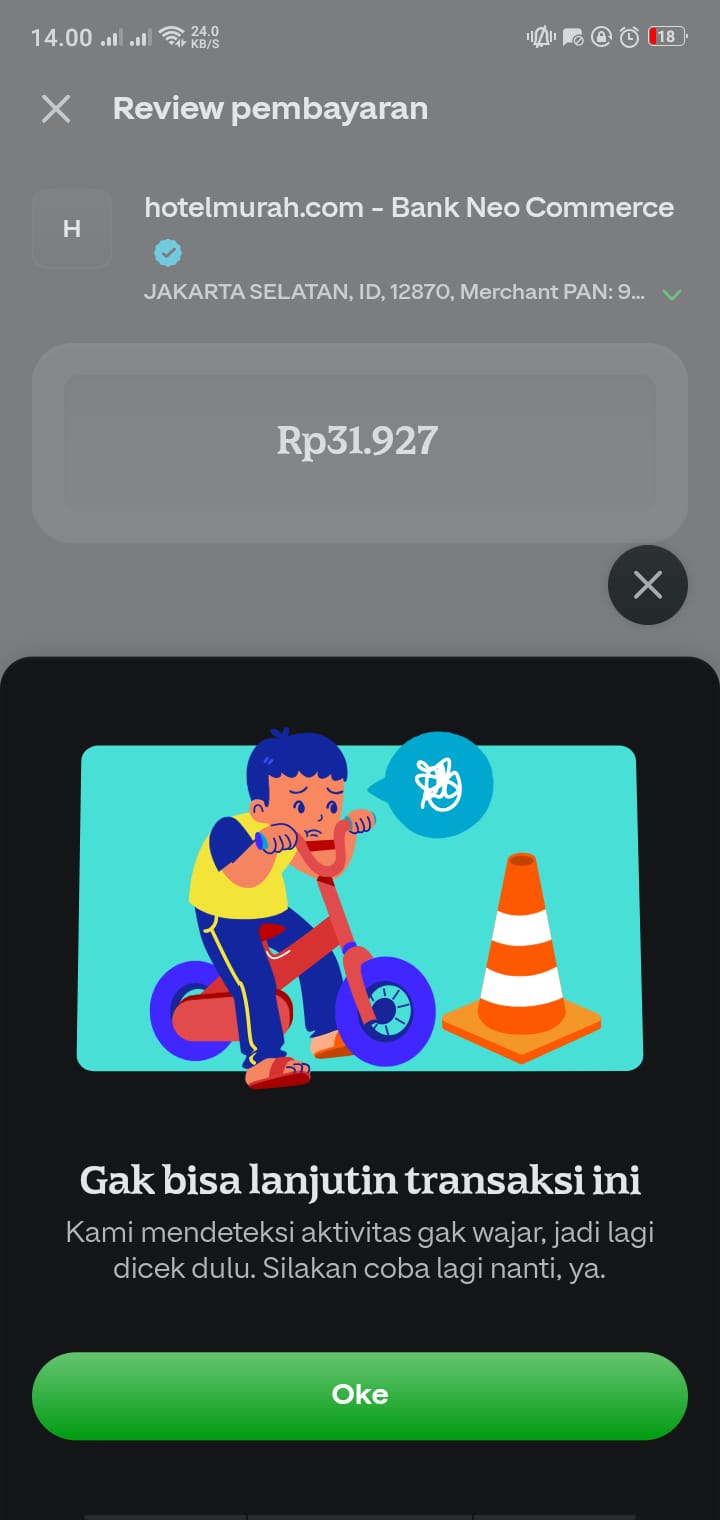 14.00
24.0
KB/S
18
Review pembayaran
H
hotelmurah.com - Bank Neo Commerce
JAKARTA SELATAN, ID, 12870, Merchant PAN: 9...
Rp31.927
Gak bisa lanjutin transaksi ini
Kami mendeteksi aktivitas gak wajar, jadi lagi
dicek dulu. Silakan coba lagi nanti, ya.
Oke